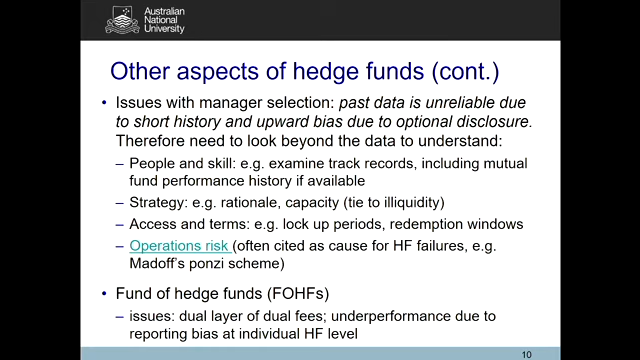 Australian
National
University
Other aspects of hedge funds (cont.)
• Issues with manager selection: past data is unreliable due
to short history and upward bias due to optional disclosure.
Therefore need to look beyond the data to understand:
– People and skill: e.g. examine track records, including mutual
fund performance history if available
– Strategy: e.g. rationale, capacity (tie to illiquidity)
– Access and terms: e.g. lock up periods, redemption windows
– Operations risk (often cited as cause for HF failures, e.g.
Madoff's ponzi scheme)
• Fund of hedge funds (FOHFs)
– issues: dual layer of dual fees; underperformance due to
reporting bias at individual HF level
10